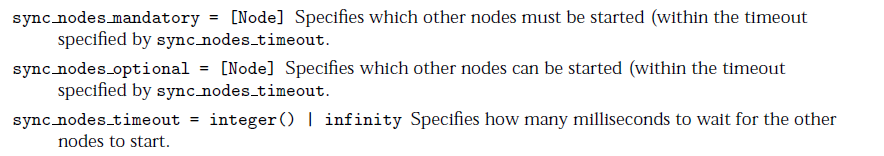 sync_nodes_mandatory = [Node] Specifies which other nodes must be started (within the timeout
specified by sync_nodes_timeout.
sync_nodes_optional = [Node] Specifies which other nodes can be started (within the timeout
specified by sync_nodes_timeout.
sync_nodes_timeout = integer() | infinity Specifies how many milliseconds to wait for the other
nodes to start.